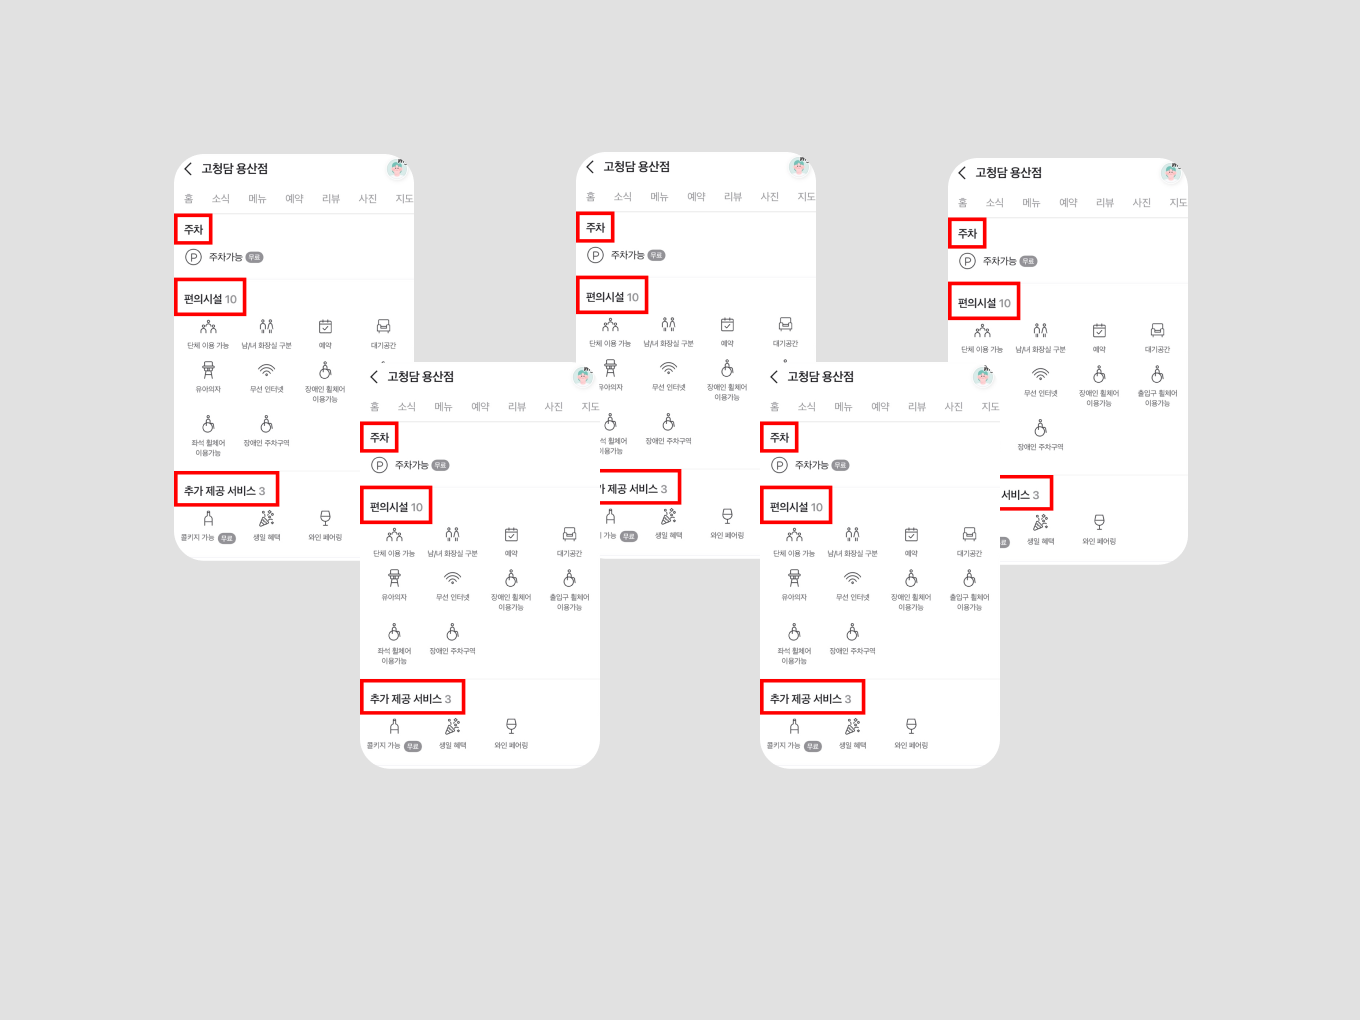 고청담 용산점
홈 소식 메뉴 예약 리뷰 사진 지도
주차
주차가능 무료
편의시설 10
단체 이용 가능 남/녀 화장실 구분 예약 대기공간
유아의자 무선 인터넷 장애인 휠체어
이용가능
좌석 휠체어 장애인 주차구역
이용가능
추가 제공 서비스 3
콜키지 가능 무료 생일 혜택 와인 페어링
고청담 용산점
홈 소식 메뉴 예약 리뷰 사진 지도
주차
주차가능 무료
편의시설 10
단체 이용 가능 남/녀 화장실 구분 예약 대기공간
유아의자 무선 인터넷 장애인 휠체어
이용가능
석 휠체어 장애인 주차구역
이용가능
가 제공 서비스 3
가능 무료 생일 혜택 와인 페어링
고청담 용산점
홈 소식 메뉴 예약 리뷰 사진 지도
주차
주차가능 무료
편의시설 10
단체 이용 가능 남/녀 화장실 구분 예약 대기공간
무선 인터넷 장애인 휠체어 출입구 휠체어
이용가능 이용가능
장애인 주차구역
서비스 3
료 생일 혜택 와인 페어링
고청담 용산점
홈 소식 메뉴 예약 리뷰 사진 지도
주차
주차가능 무료
편의시설 10
단체 이용 가능 남/녀 화장실 구분 예약 대기공간
유아의자 무선 인터넷 장애인 휠체어 출입구 휠체어
이용가능 이용가능
좌석 휠체어 장애인 주차구역
이용가능
추가 제공 서비스 3
콜키지 가능 무료 생일 혜택 와인 페어링
고청담 용산점
홈 소식 메뉴 예약 리뷰 사진 지도
주차
주차가능 무료
편의시설 10
단체 이용 가능 남/녀 화장실 구분 예약 대기공간
유아의자 무선 인터넷 장애인 휠체어 출입구 휠체어
이용가능 이용가능
좌석 휠체어 장애인 주차구역
이용가능
추가 제공 서비스 3
콜키지 가능 무료 생일 혜택 와인 페어링